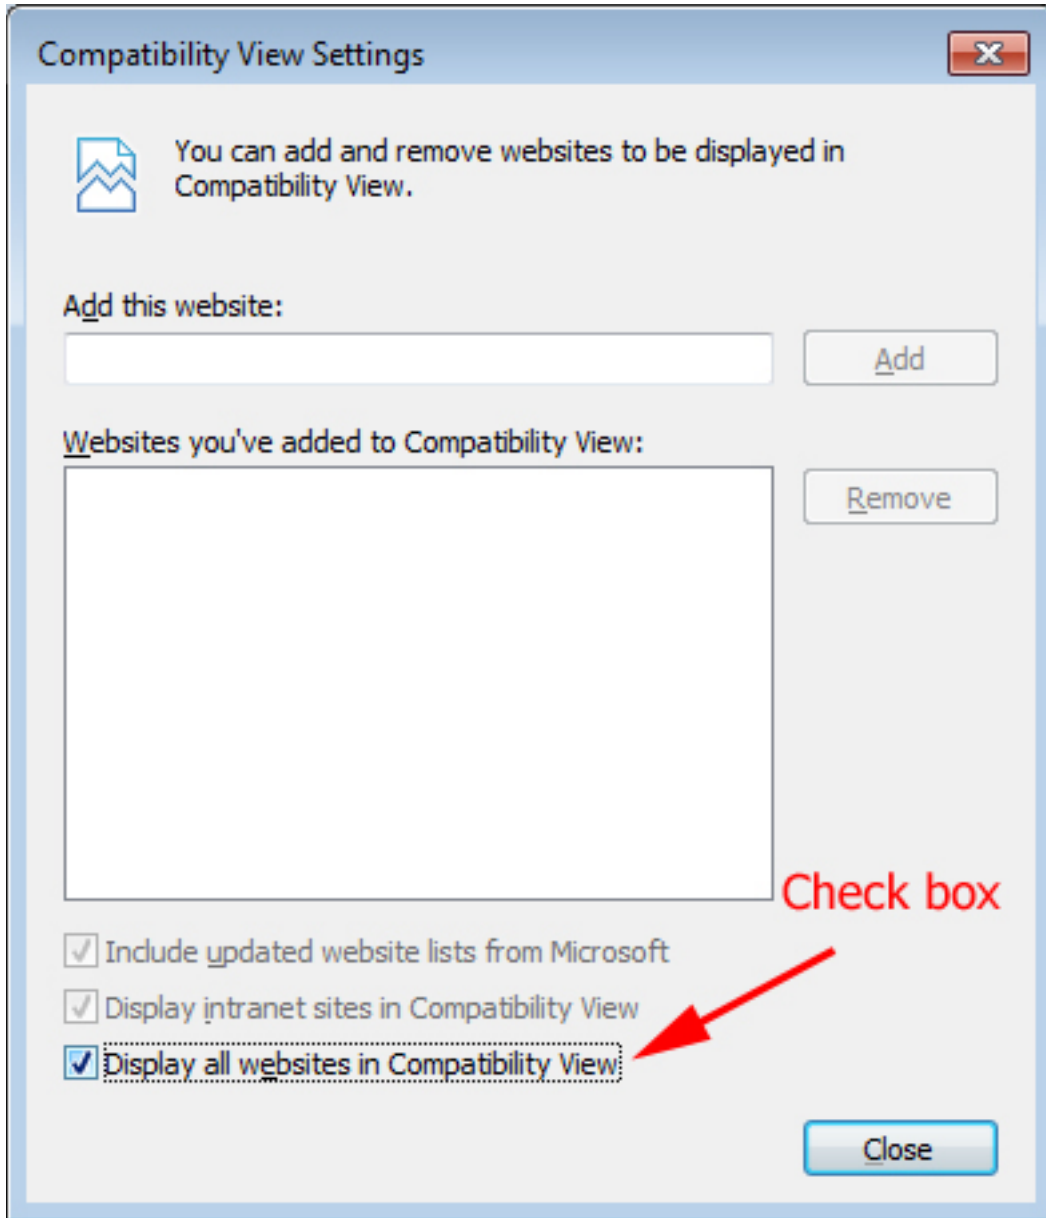 Compatibility View Settings
You can add and remove websites to be displayed in
Compatibility View.
Add this website:
Add
Websites you've added to Compatibility View:
Remove
Check box
Include updated website lists from Microsoft
Display intranet sites in Compatibility View
Display all websites in Compatibility View
Close